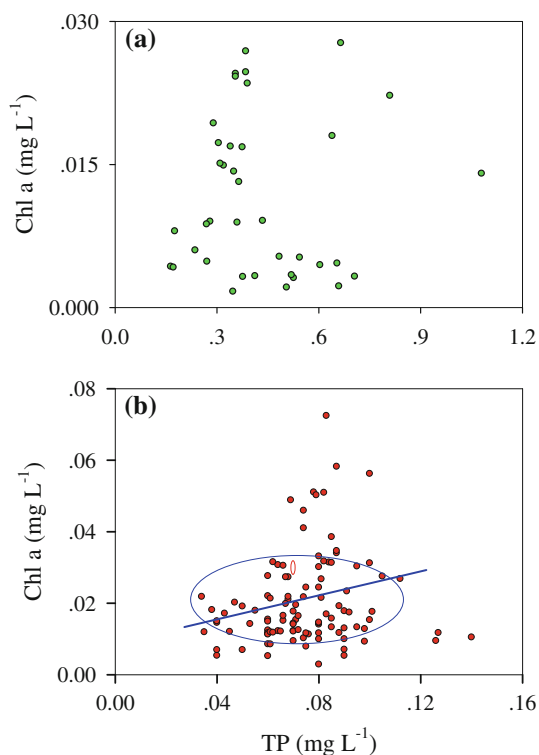 .030
(a)
Chl a (mg L-1)
.015
0.000
0.0 .3 .6 .9 1.2
.08
(b)
.06
Chl a (mg L-1)
.04
.02
0.00
0.00 .04 .08 .12 .16
TP (mg L-1)